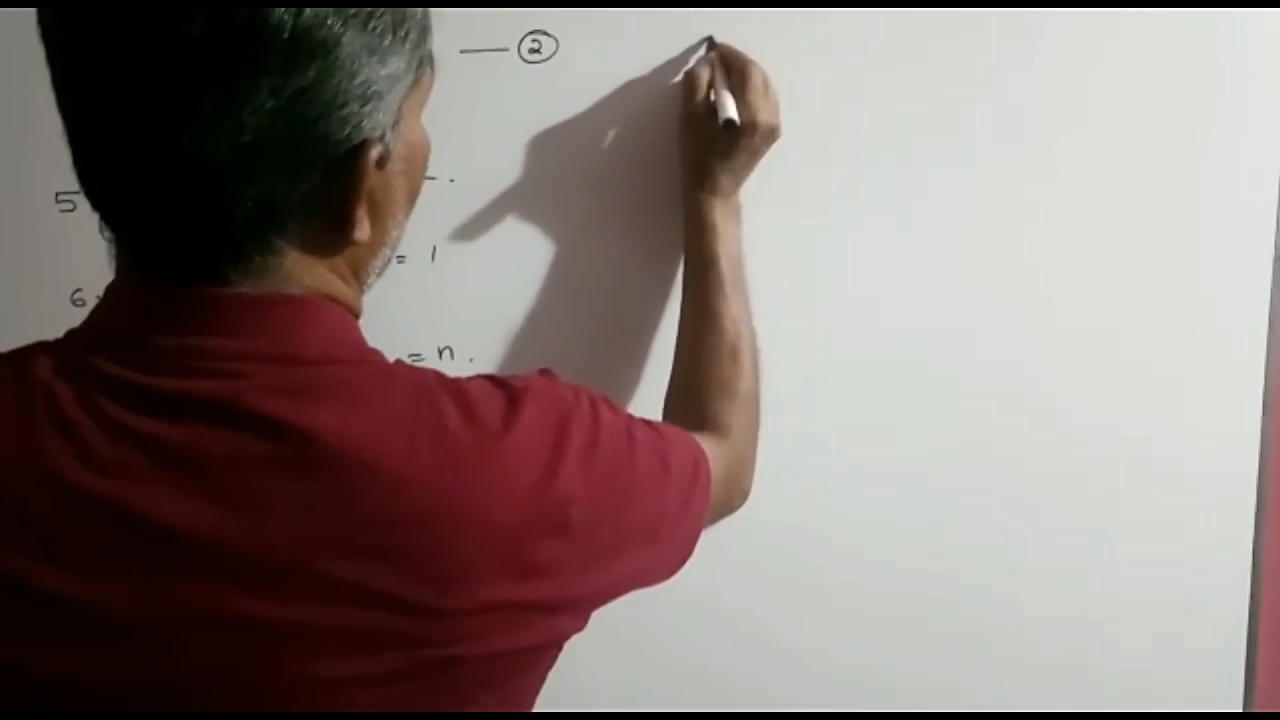 — ②
5
= 1
6
= n .